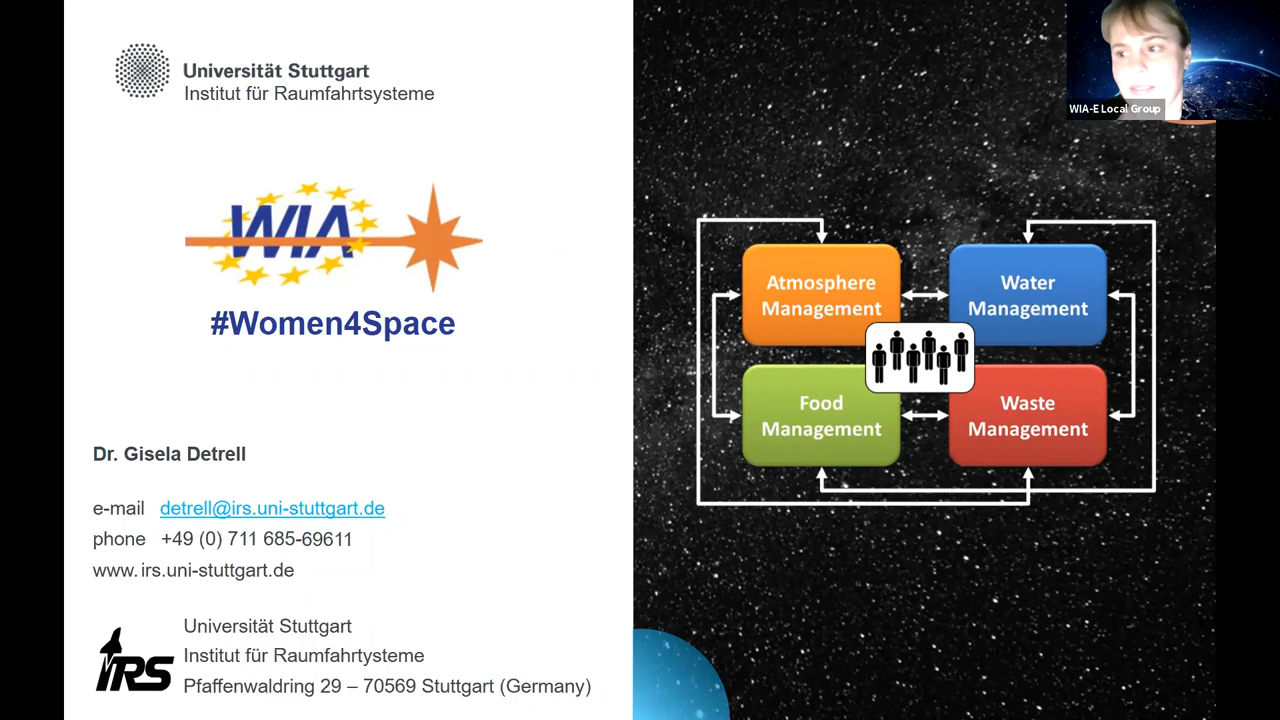 Universität Stuttgart
Institut für Raumfahrtsysteme
WIA
#Women4Space
Dr. Gisela Detrell
e-mail detrell@irs.uni-stuttgart.de
phone +49 (0) 711 685-69611
www.irs.uni-stuttgart.de
IRS
Universität Stuttgart
Institut für Raumfahrtysteme
Pfaffenwaldring 29 – 70569 Stuttgart (Germany)
WIA-E Local Group
Atmosphere
Management
Water
Management
Food
Management
Waste
Management